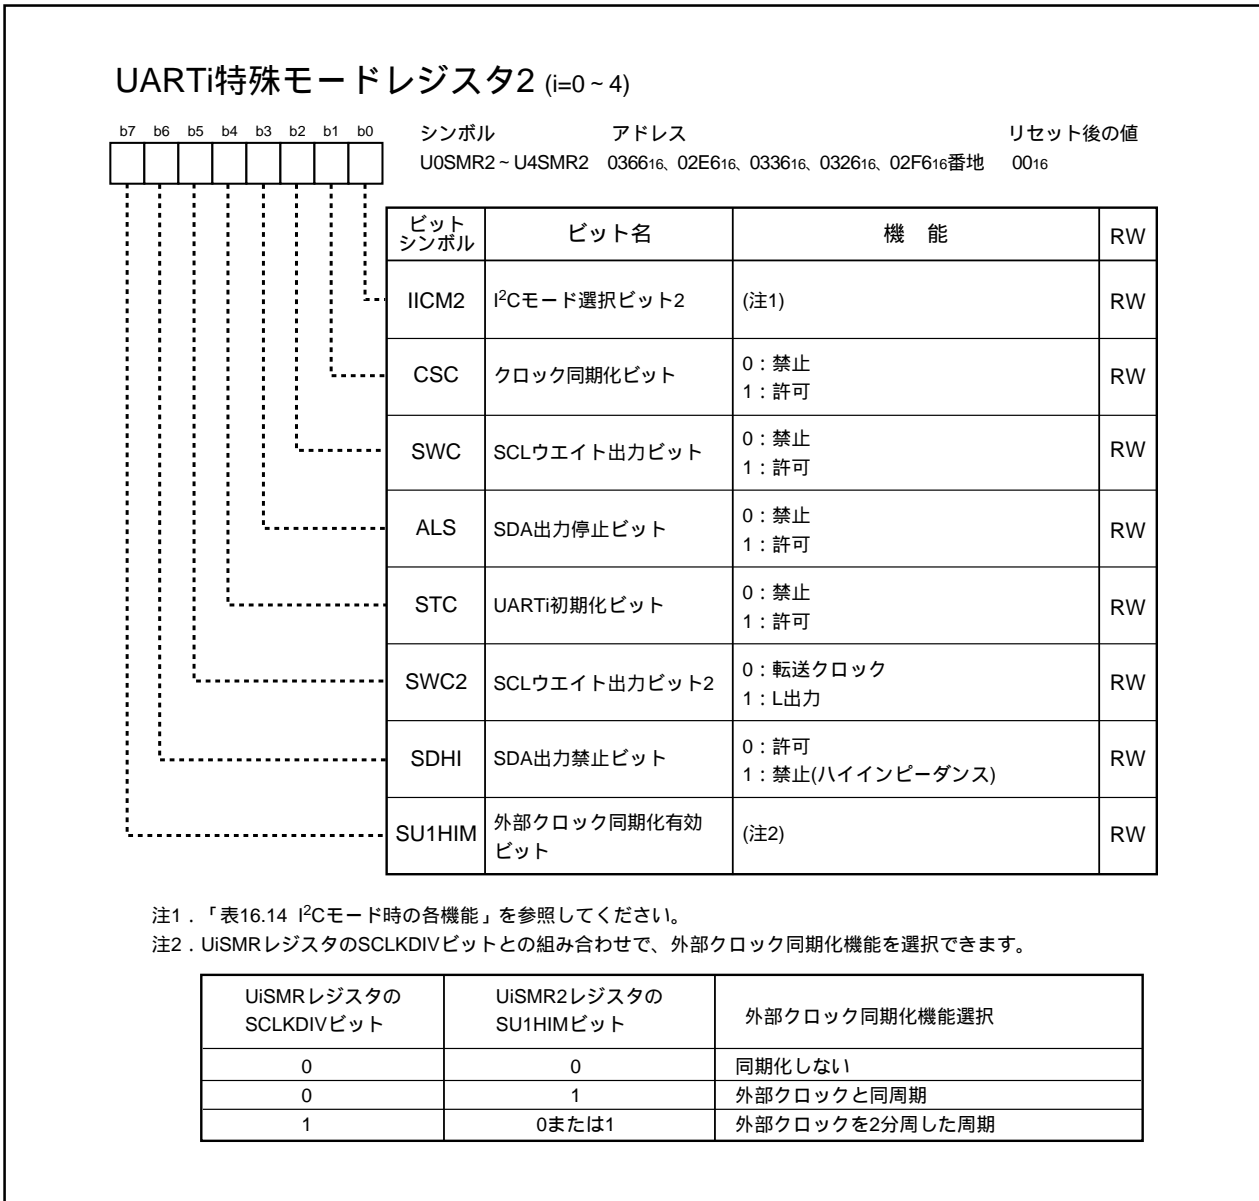 UARTi特殊モードレジスタ2 (i=0～4)
b7 b6 b5 b4 b3 b2 b1 b0
シンボル アドレス リセット後の値
U0SMR2～U4SMR2 036616、02E616、033616、032616、02F616番地 0016
ビットシンボル ビット名 機 能 RW
IICM2 I2Cモード選択ビット2 (注1) RW
CSC クロック同期化ビット 0：禁止
1：許可 RW
SWC SCLウエイト出力ビット 0：禁止
1：許可 RW
ALS SDA出力停止ビット 0：禁止
1：許可 RW
STC UARTi初期化ビット 0：禁止
1：許可 RW
SWC2 SCLウエイト出力ビット2 0：転送クロック
1：L出力 RW
SDHI SDA出力禁止ビット 0：許可
1：禁止(ハイインピーダンス) RW
SU1HIM 外部クロック同期化有効
ビット (注2) RW
注1．「表16.14 I2Cモード時の各機能」を参照してください。
注2．UiSMRレジスタのSCLKDIVビットとの組み合わせで、外部クロック同期化機能を選択できます。
UiSMRレジスタの
SCLKDIVビット
UiSMR2レジスタの
SU1HIMビット
外部クロック同期化機能選択
0 0 同期化しない
0 1 外部クロックと同周期
1 0または1 外部クロックを2分周した周期